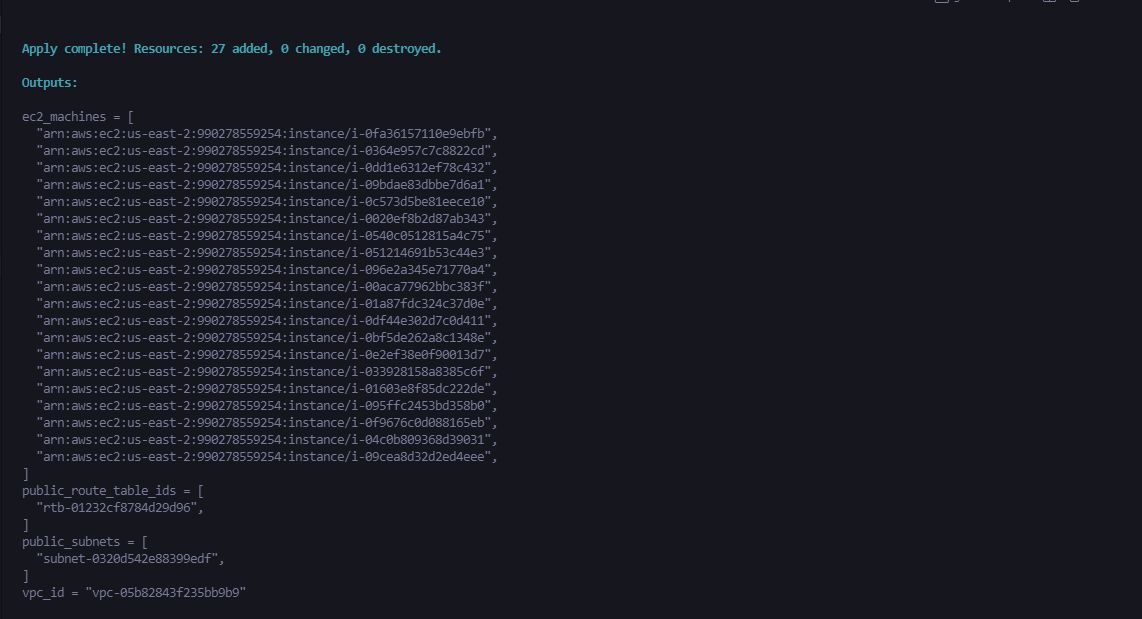 Apply complete! Resources: 27 added, 0 changed, 0 destroyed.
Outputs:
ec2_machines = [
"arn:aws:ec2:us-east-2:990278559254:instance/i-0fa36157110e9ebfb",
"arn:aws:ec2:us-east-2:990278559254:instance/i-0364e957c7c8822cd",
"arn:aws:ec2:us-east-2:990278559254:instance/i-0dd1e6312ef78c432",
"arn:aws:ec2:us-east-2:990278559254:instance/i-09bdae83dbbe7d6a1",
"arn:aws:ec2:us-east-2:990278559254:instance/i-0c573d5be81eece10",
"arn:aws:ec2:us-east-2:990278559254:instance/i-0020ef8b2d87ab343",
"arn:aws:ec2:us-east-2:990278559254:instance/i-0540c0512815a4c75",
"arn:aws:ec2:us-east-2:990278559254:instance/i-051214691b53c44e3",
"arn:aws:ec2:us-east-2:990278559254:instance/i-096e2a345e71770a4",
"arn:aws:ec2:us-east-2:990278559254:instance/i-00aca77962bbc383f",
"arn:aws:ec2:us-east-2:990278559254:instance/i-01a87fdc324c37d0e",
"arn:aws:ec2:us-east-2:990278559254:instance/i-0df44e302d7c0d411",
"arn:aws:ec2:us-east-2:990278559254:instance/i-0bf5de262a8c1348e",
"arn:aws:ec2:us-east-2:990278559254:instance/i-0e2ef38e0f90013d7",
"arn:aws:ec2:us-east-2:990278559254:instance/i-033928158a8385c6f",
"arn:aws:ec2:us-east-2:990278559254:instance/i-01603e8f85dc222de",
"arn:aws:ec2:us-east-2:990278559254:instance/i-095ffc2453bd358b0",
"arn:aws:ec2:us-east-2:990278559254:instance/i-0f9676c0d088165eb",
"arn:aws:ec2:us-east-2:990278559254:instance/i-04c0b809368d39031",
"arn:aws:ec2:us-east-2:990278559254:instance/i-09cea8d32d2ed4eee",
]
public_route_table_ids = [
"rtb-01232cf8784d29d96",
]
public_subnets = [
"subnet-0320d542e88399edf",
]
vpc_id = "vpc-05b82843f235bb9b9"